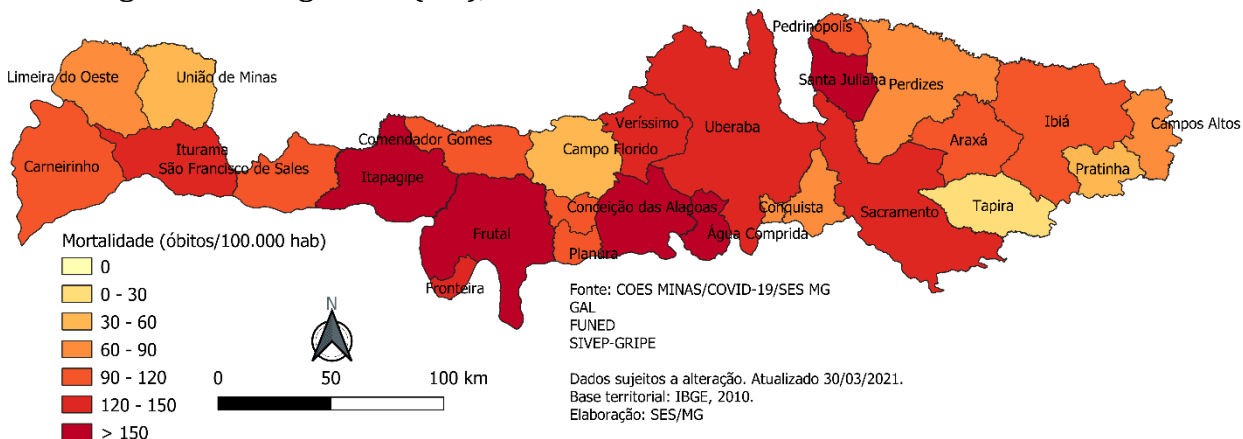 Pedrinópolis
Limeira do Oeste
União de Minas
Santa Juliana
Perdizes
Comendador Gomes
Veríssimo
Uberaba
Ibiá
Campos Altos
Iturama
Araxá
Carneirinho
São Francisco de Sales
Campo Florido
Itapagipe
Pratinha
Conceição das Alagoas
Conquista
Sacramento
Tapira
Frutal
Água Comprida
Planura
Fronteira
Mortalidade (óbitos/100.000 hab)
0
0 - 30
30 - 60
60 - 90
90 - 120
120 - 150
> 150
N
0 50 100 km
Fonte: COES MINAS/COVID-19/SES MG
GAL
FUNED
SIVEP-GRIPE
Dados sujeitos a alteração. Atualizado 30/03/2021.
Base territorial: IBGE, 2010.
Elaboração: SES/MG